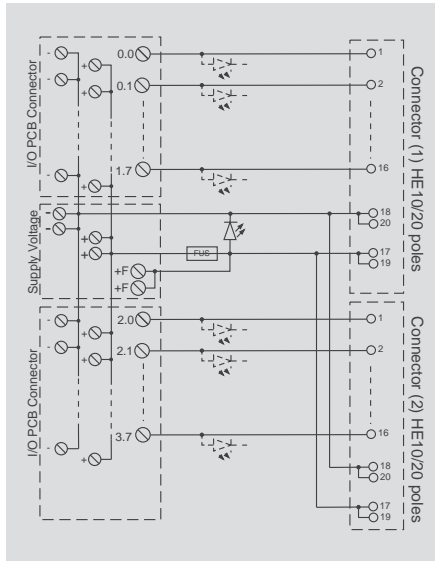 I/O PCB Connector
- + 0.0 1
- + 0.1 2
- + 1.7 16
Connector (1) HE10/20 poles
Supply Voltage
- 18
- 20
+
+ FUS 17
19
+F
+F
I/O PCB Connector
- 2.0 1
+
- 2.1 2
+
- 3.7 16
+
18
20
17
19
Connector (2) HE10/20 poles